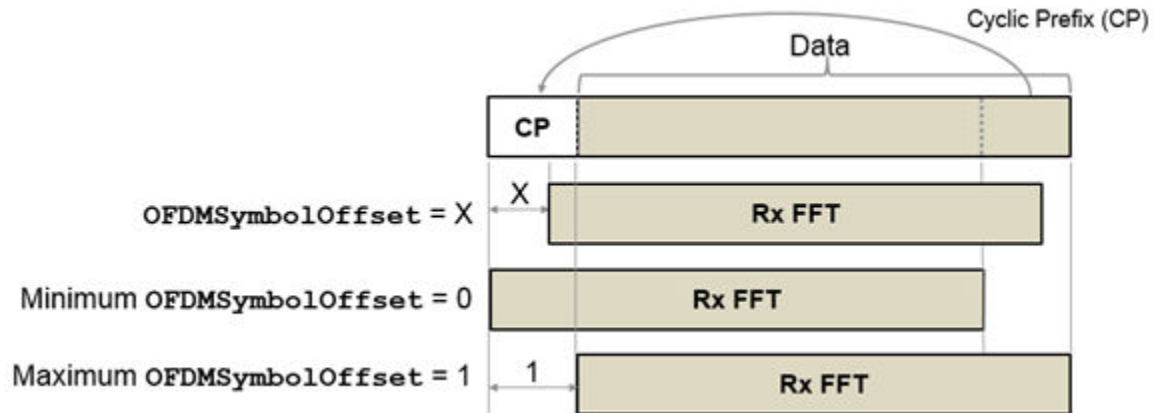 Cyclic Prefix (CP)
Data
CP
X
OFDMSymbolOffset = X
Rx FFT
Minimum OFDMSymbolOffset = 0
Rx FFT
Maximum OFDMSymbolOffset = 1
1
Rx FFT